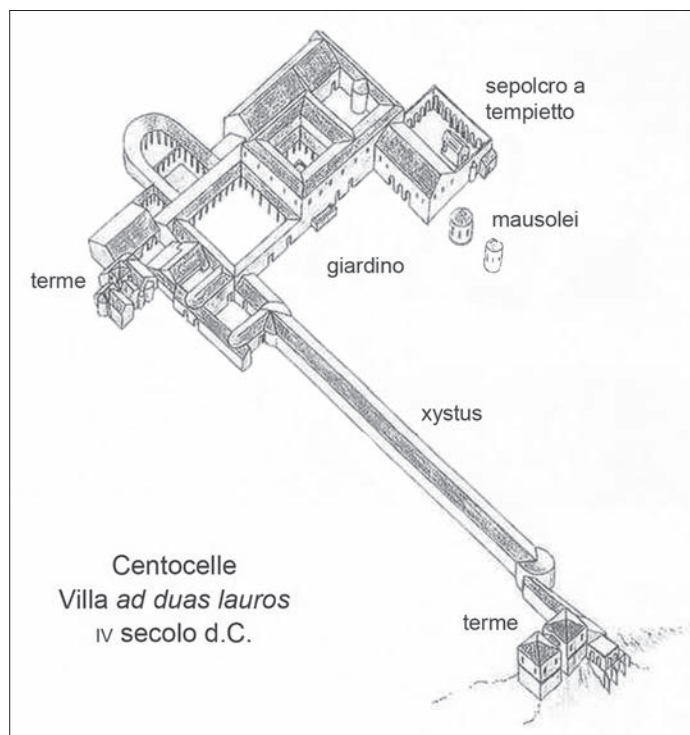 sepolcro a
tempietto
mausolei
giardino
terme
xystus
Centocelle
Villa ad duas lauros
IV secolo d.C.
terme